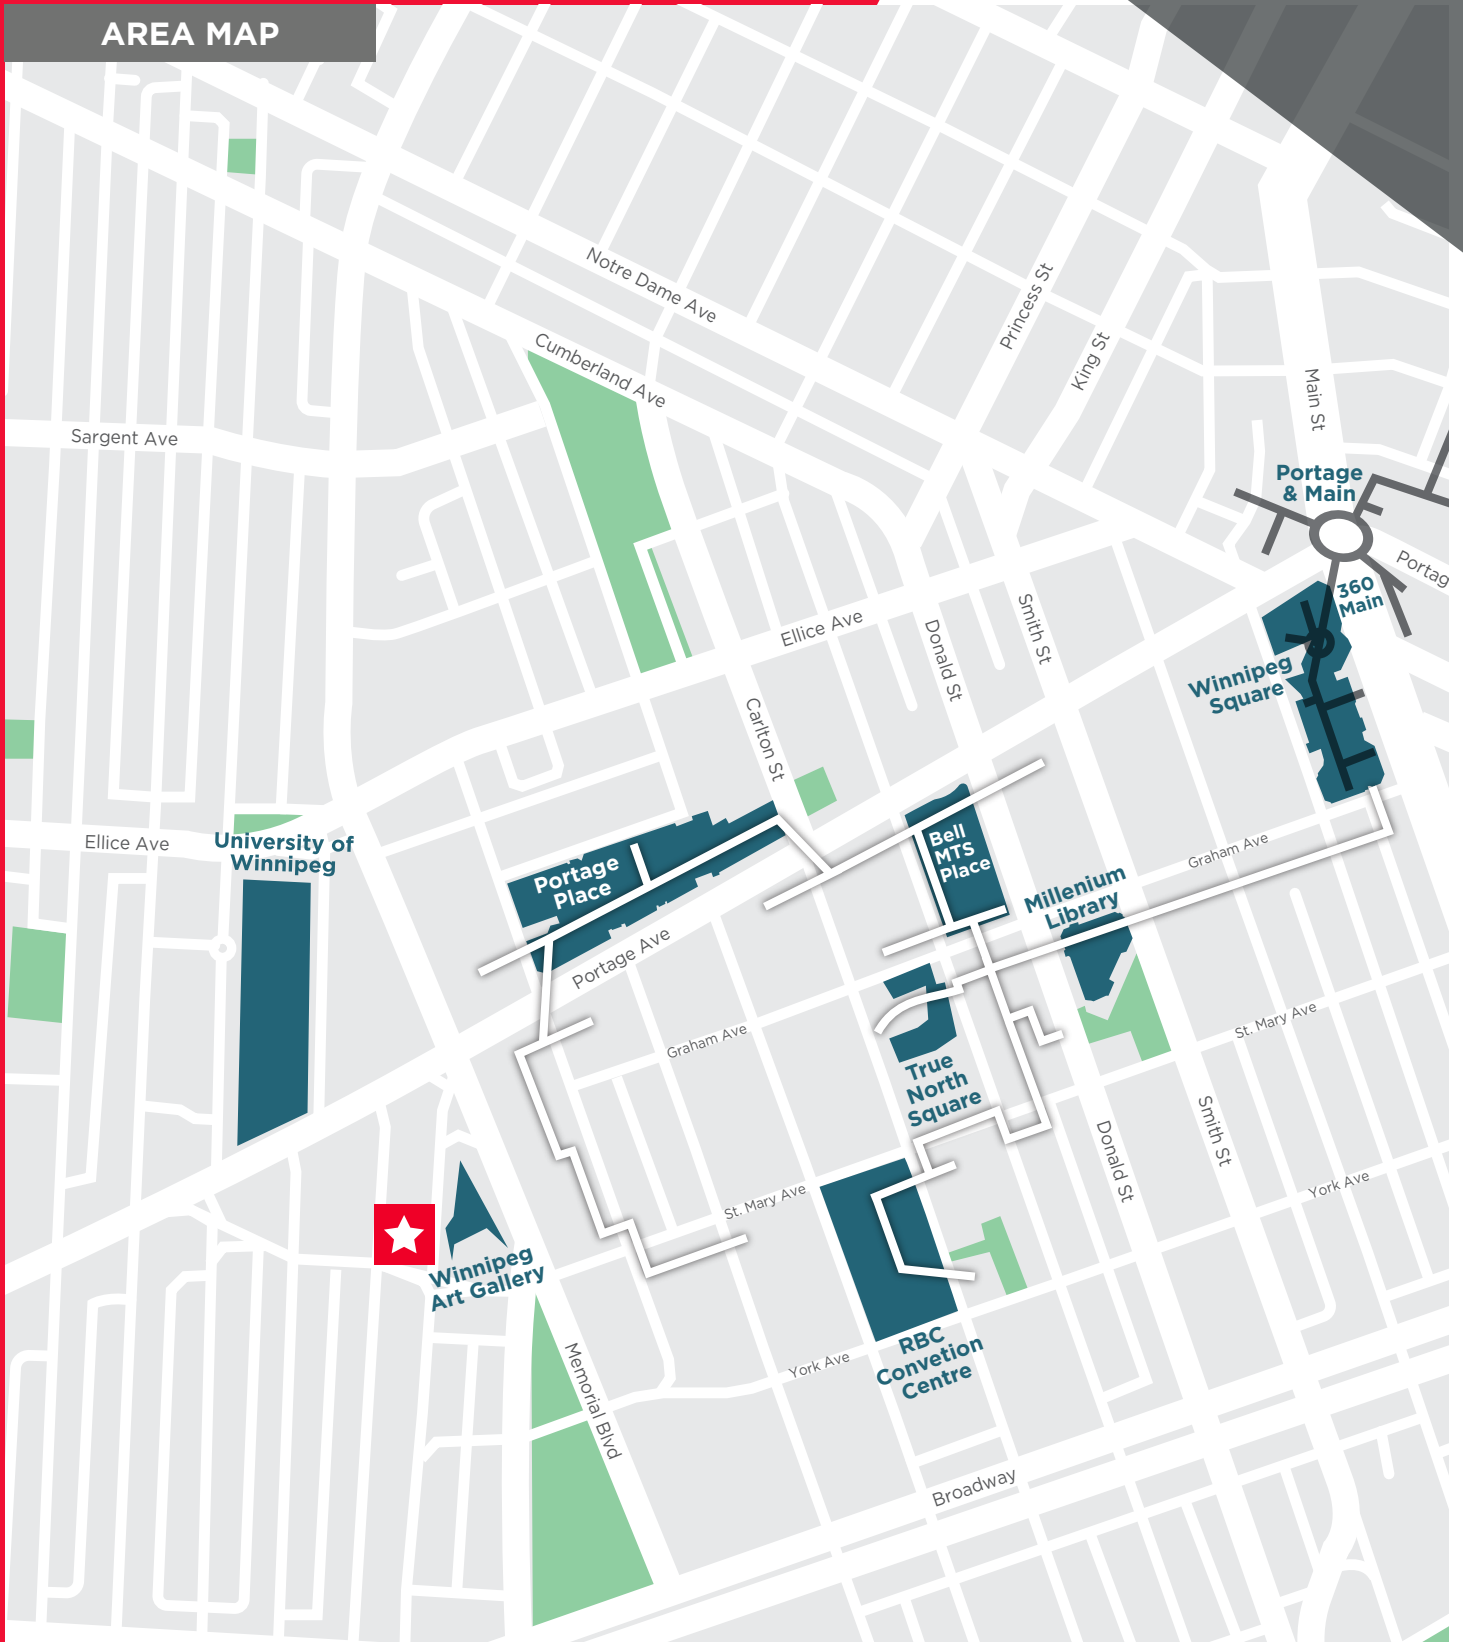 AREA MAP
Notre Dame Ave
Cumberland Ave
Princess St
King St
Main St
Sargent Ave
Portage
& Main
Portag
360
Main
Ellice Ave
Donald St
Smith St
Winnipeg
Square
Carlton St
Ellice Ave
University of
Winnipeg
Portage
Place
Bell
MTS
Place
Graham Ave
Millenium
Library
Portage Ave
Graham Ave
St. Mary Ave
True
North
Square
Donald St
Smith St
St. Mary Ave
York Ave
Winnipeg
Art Gallery
RBC
Convetion
Centre
York Ave
Memorial Blvd
Broadway